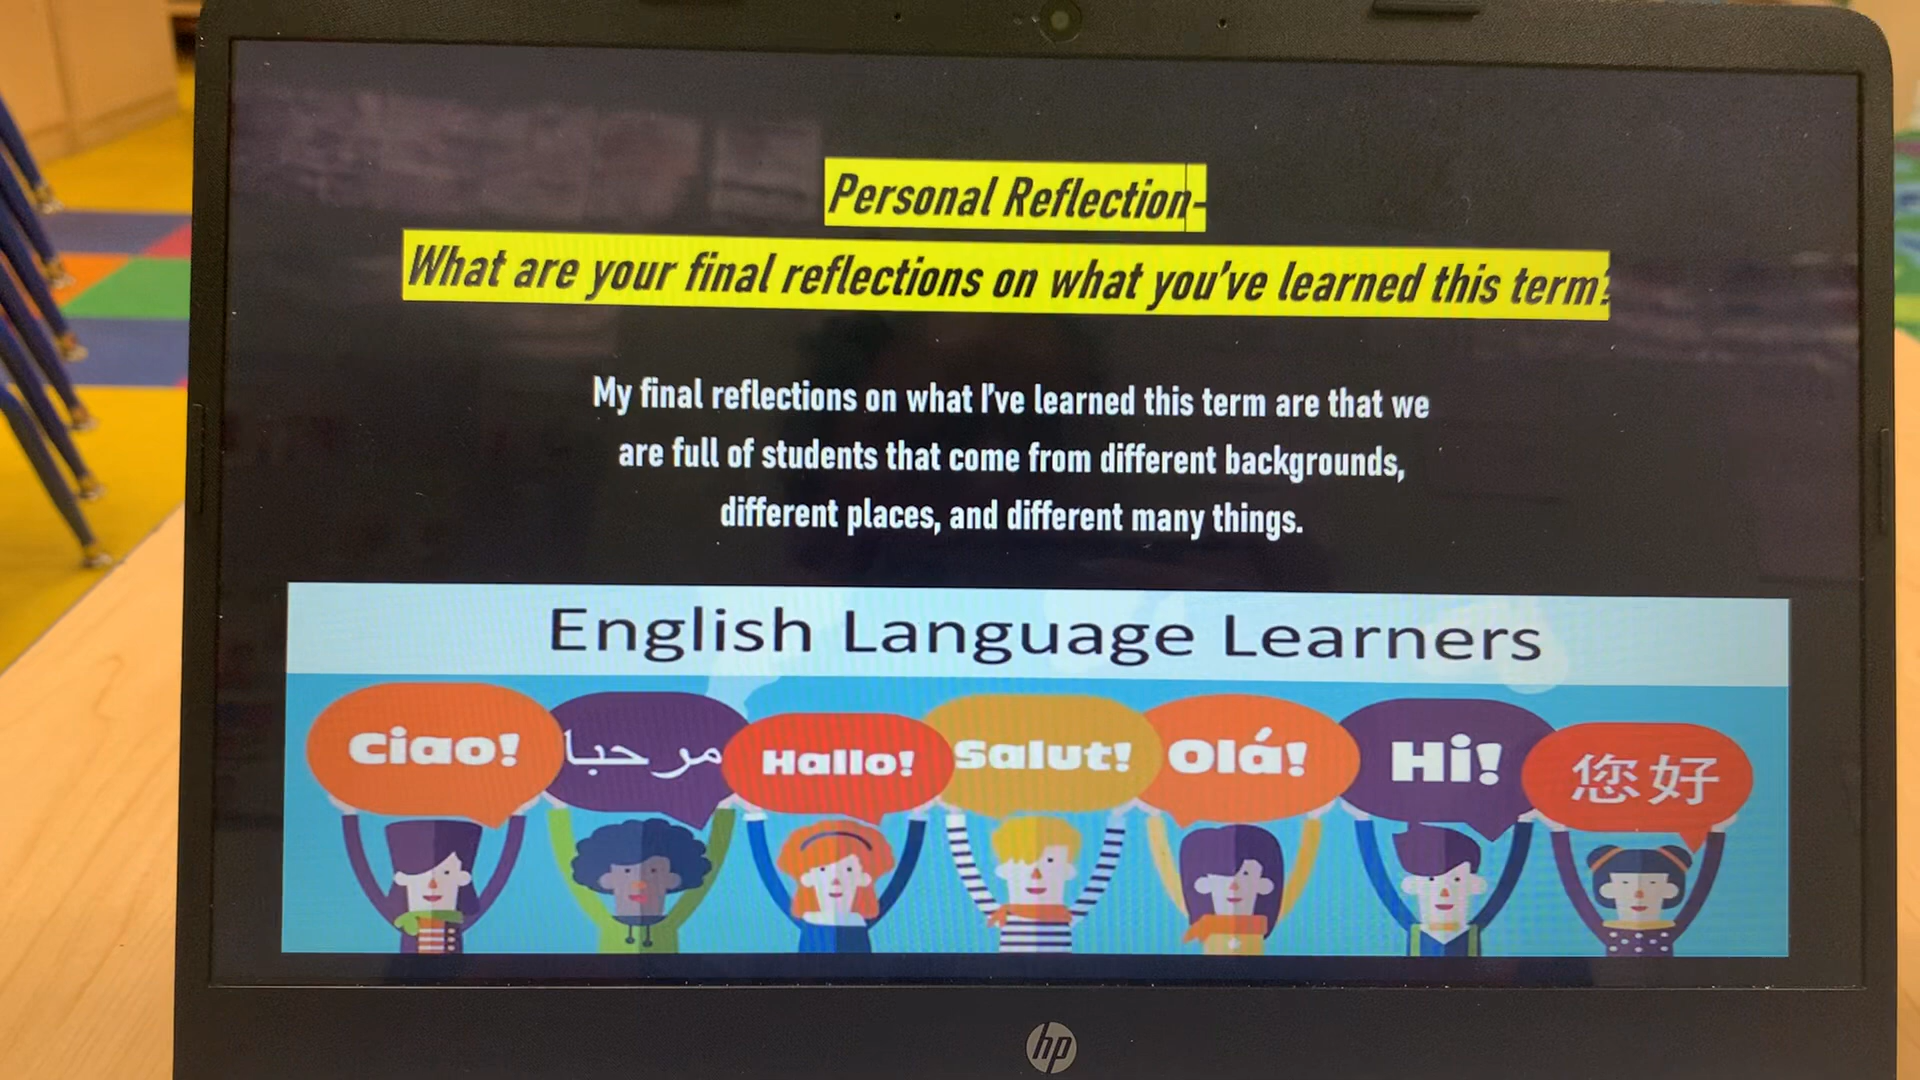 Personal Reflection-
What are your final reflections on what you've learned this term?
My final reflections on what I've learned this term are that we
are full of students that come from different backgrounds,
different places, and different many things.
English Language Learners
Ciao!
مرحبا
Hallo!
Salut!
Olá!
Hi!
您好
hp